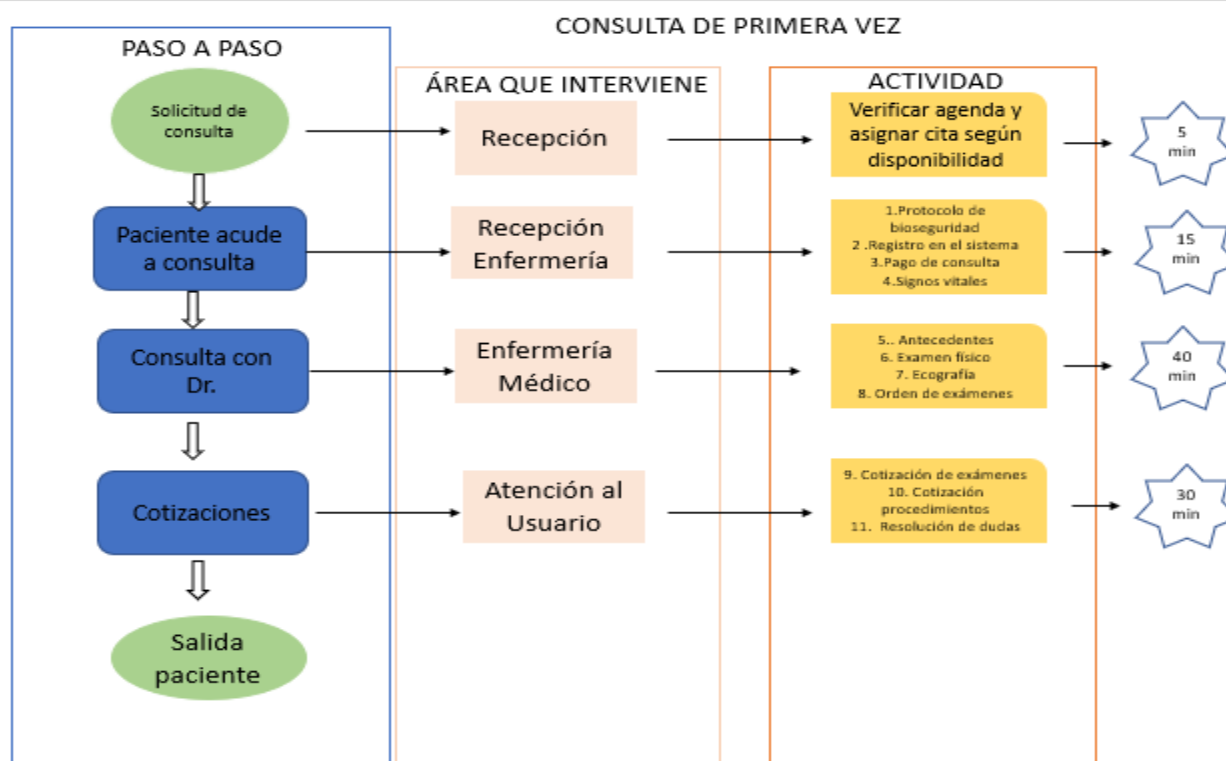 CONSULTA DE PRIMERA VEZ
PASO A PASO
ÁREA QUE INTERVIENE
ACTIVIDAD
Solicitud de
consulta
Recepción
Verificar agenda y
asignar cita según
disponibilidad
5
min
Paciente acude
a consulta
Recepción
Enfermería
1.Protocolo de
bioseguridad
2 .Registro en el sistema
3.Pago de consulta
4.Signos vitales
15
min
Consulta con
Dr.
Enfermería
Médico
5.. Antecedentes
6. Examen físico
7. Ecografía
8. Orden de exámenes
40
min
Cotizaciones
Atención al
Usuario
9. Cotización de exámenes
10. Cotización
procedimientos
11. Resolución de dudas
30
min
Salida
paciente